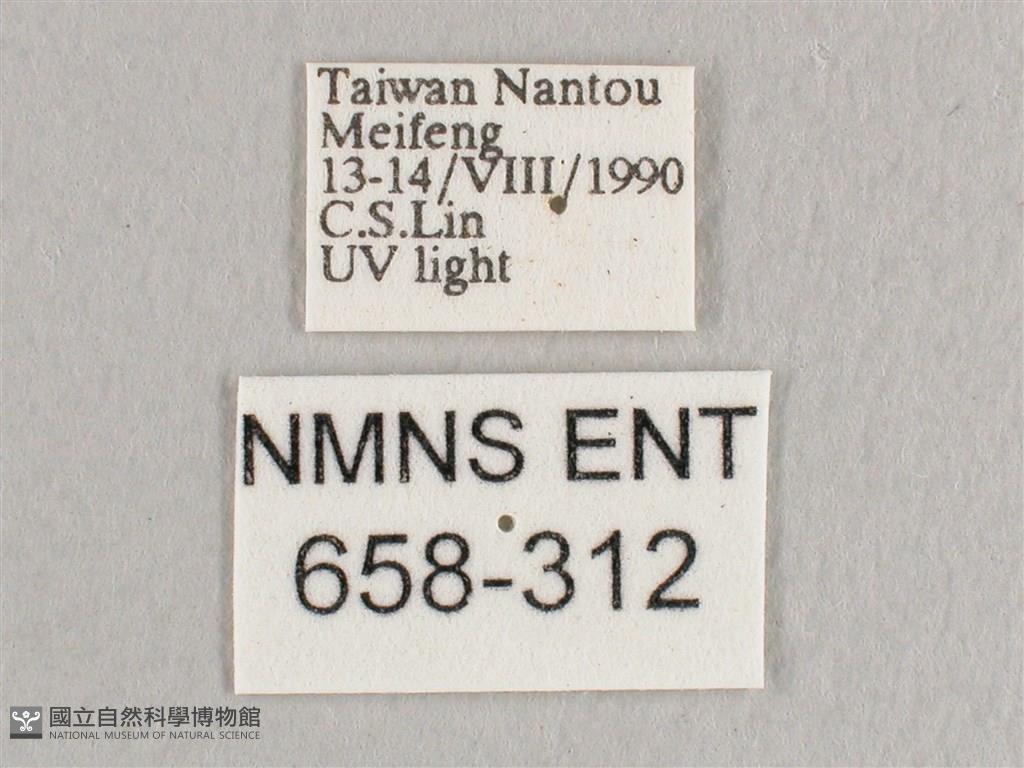 Taiwan Nantou
Meifeng
13-14/VIII/1990
C.S.Lin
UV light
NMNS ENT
658-312
國立自然科學博物館
NATIONAL MUSEUM OF NATURAL SCIENCE